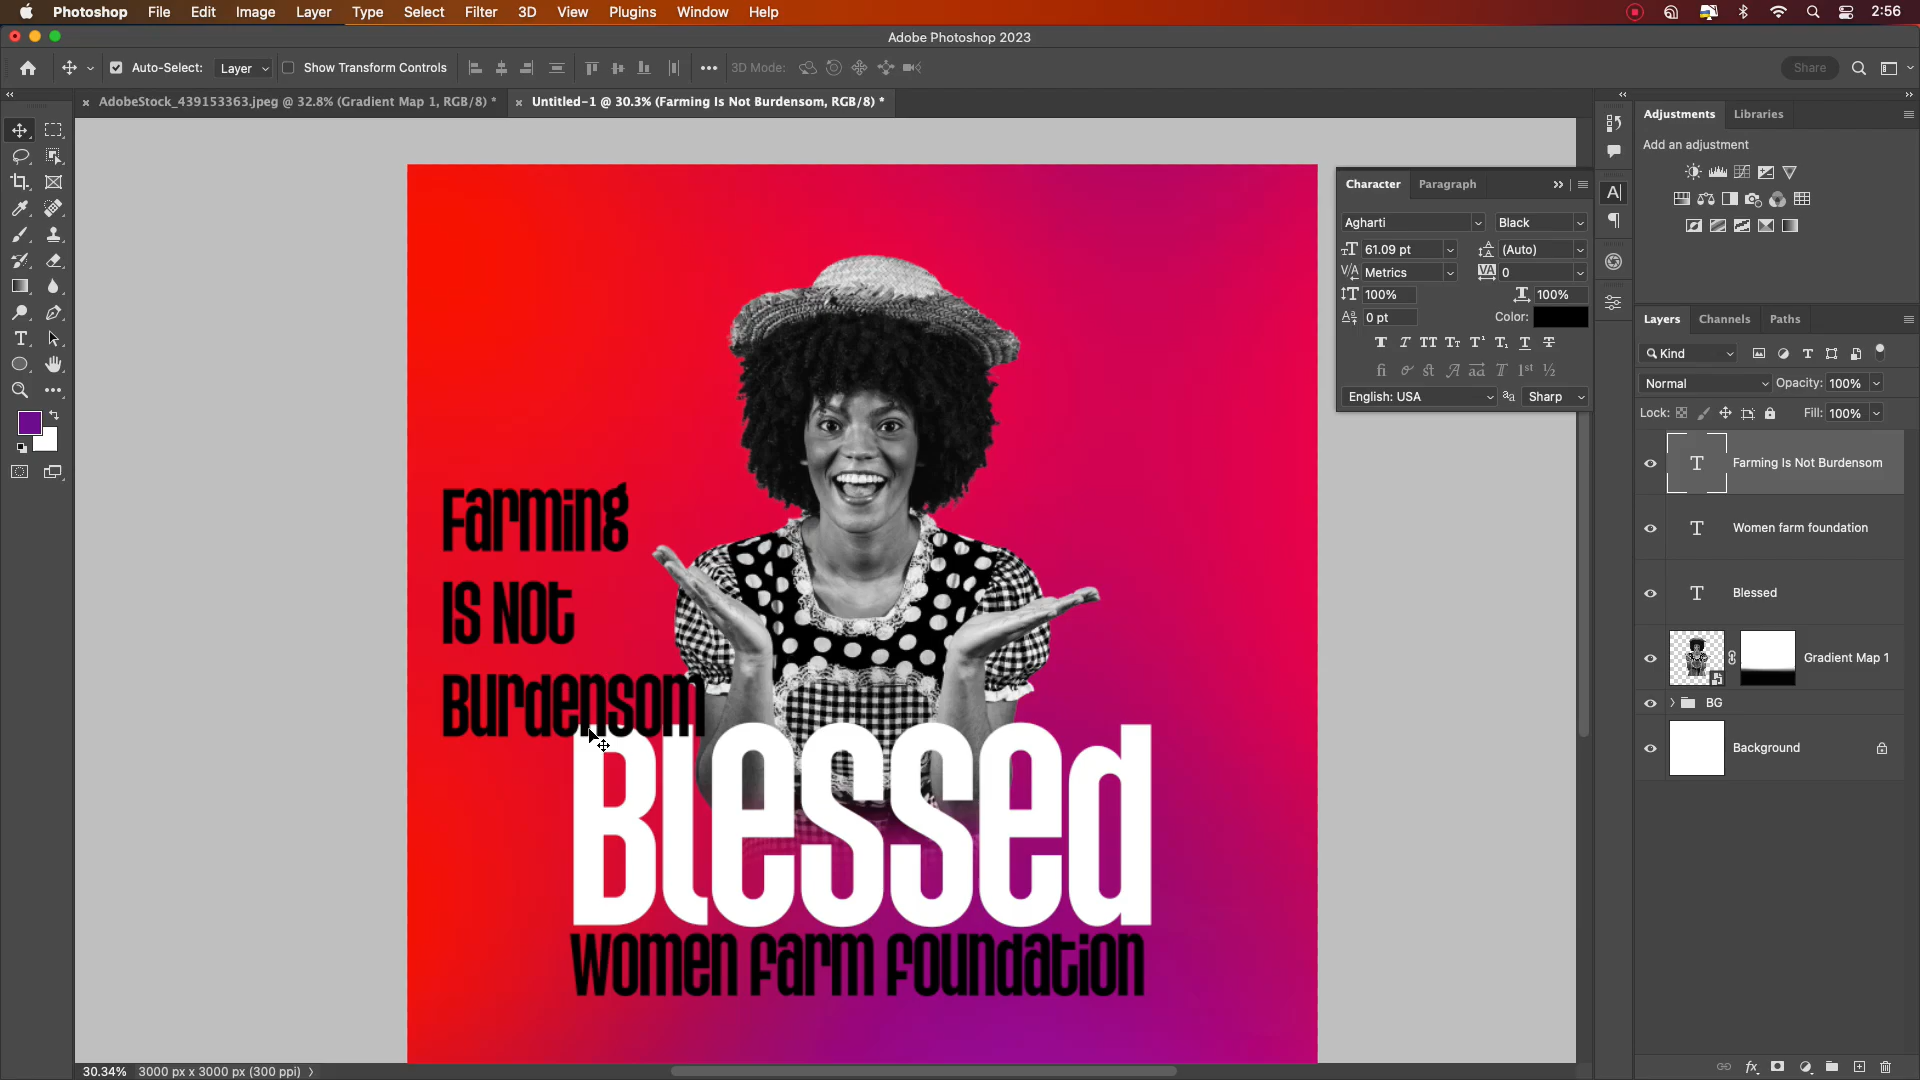 Photoshop File Edit Image Layer Type Select Filter 3D View Plugins Window Help 2:56
Adobe Photoshop 2023
Auto-Select: Layer Show Transform Controls 3D Mode: Share
AdobeStock_439153363.jpeg @ 32.8% (Gradient Map 1, RGB/8) * Untitled-1 @ 30.3% (Farming Is Not Burdensom, RGB/8) *
Adjustments Libraries
Add an adjustment
Character Paragraph
Agharti Black
61.09 pt (Auto)
Metrics 0
100% 100%
0 pt Color:
English: USA Sharp
Layers Channels Paths
Kind
Normal Opacity: 100%
Lock: Fill: 100%
Farming Is Not Burdensom
Women farm foundation
Blessed
Gradient Map 1
BG
Background
Farming
Is Not
Burdensom
Blessed
Women farm foundation
30.34% 3000 px x 3000 px (300 ppi)